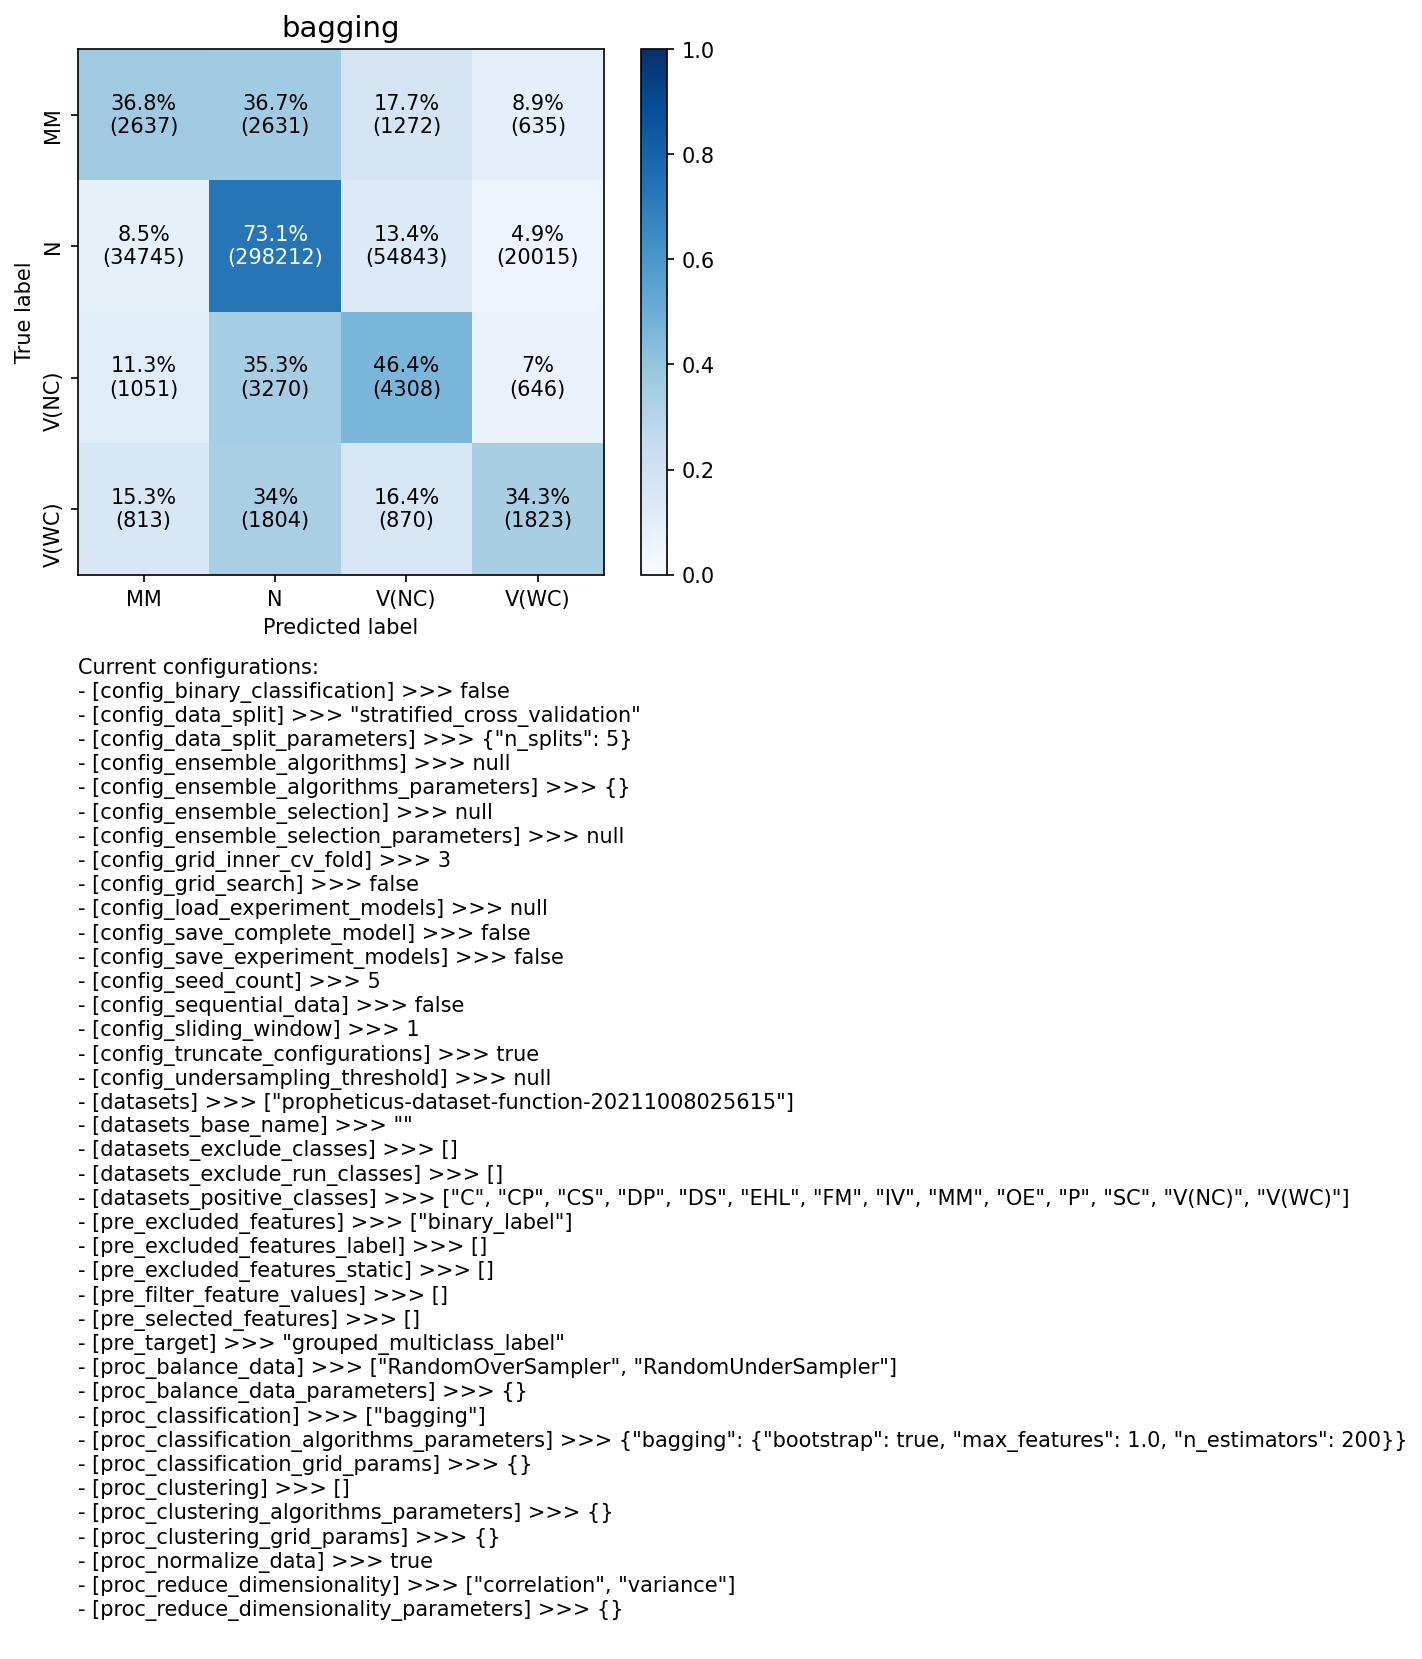 bagging
36.8% 36.7% 17.7% 8.9%
(2637) (2631) (1272) (635)
8.5% 73.1% 13.4% 4.9%
(34745) (298212) (54843) (20015)
11.3% 35.3% 46.4% 7%
(1051) (3270) (4308) (646)
15.3% 34% 16.4% 34.3%
(813) (1804) (870) (1823)
MM
N
V(NC)
V(WC)
True label
MM N V(NC) V(WC)
Predicted label
1.0
0.8
0.6
0.4
0.2
0.0
Current configurations:
- [config_binary_classification] >>> false
- [config_data_split] >>> "stratified_cross_validation"
- [config_data_split_parameters] >>> {"n_splits": 5}
- [config_ensemble_algorithms] >>> null
- [config_ensemble_algorithms_parameters] >>> {}
- [config_ensemble_selection] >>> null
- [config_ensemble_selection_parameters] >>> null
- [config_grid_inner_cv_fold] >>> 3
- [config_grid_search] >>> false
- [config_load_experiment_models] >>> null
- [config_save_complete_model] >>> false
- [config_save_experiment_models] >>> false
- [config_seed_count] >>> 5
- [config_sequential_data] >>> false
- [config_sliding_window] >>> 1
- [config_truncate_configurations] >>> true
- [config_undersampling_threshold] >>> null
- [datasets] >>> ["propheticus-dataset-function-20211008025615"]
- [datasets_base_name] >>> ""
- [datasets_exclude_classes] >>> []
- [datasets_exclude_run_classes] >>> []
- [datasets_positive_classes] >>> ["C", "CP", "CS", "DP", "DS", "EHL", "FM", "IV", "MM", "OE", "P", "SC", "V(NC)", "V(WC)"]
- [pre_excluded_features] >>> ["binary_label"]
- [pre_excluded_features_label] >>> []
- [pre_excluded_features_static] >>> []
- [pre_filter_feature_values] >>> []
- [pre_selected_features] >>> []
- [pre_target] >>> "grouped_multiclass_label"
- [proc_balance_data] >>> ["RandomOverSampler", "RandomUnderSampler"]
- [proc_balance_data_parameters] >>> {}
- [proc_classification] >>> ["bagging"]
- [proc_classification_algorithms_parameters] >>> {"bagging": {"bootstrap": true, "max_features": 1.0, "n_estimators": 200}}
- [proc_classification_grid_params] >>> {}
- [proc_clustering] >>> []
- [proc_clustering_algorithms_parameters] >>> {}
- [proc_clustering_grid_params] >>> {}
- [proc_normalize_data] >>> true
- [proc_reduce_dimensionality] >>> ["correlation", "variance"]
- [proc_reduce_dimensionality_parameters] >>> {}